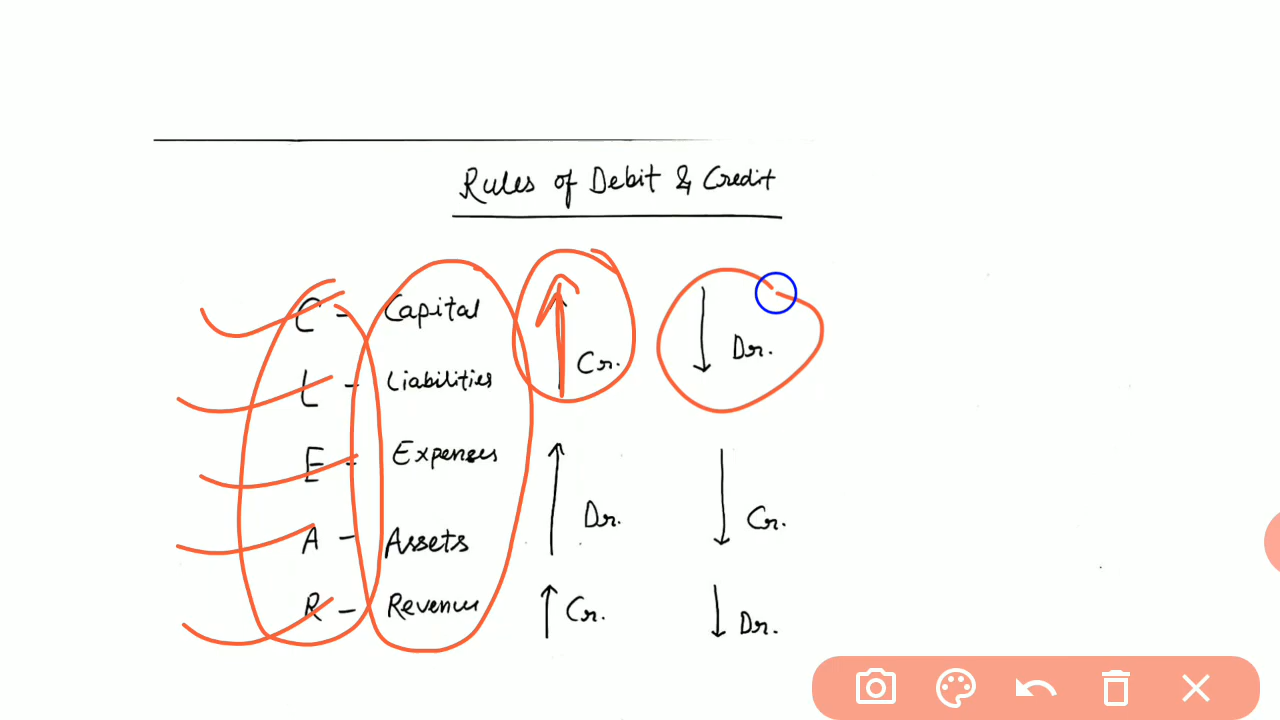 Rules of Debit & Credit
C - Capital
L - Liabilities ↑ Cr. ↓ Dr.
E - Expenses
A - Assets ↑ Dr. ↓ Cr.
R - Revenue ↑ Cr. ↓ Dr.